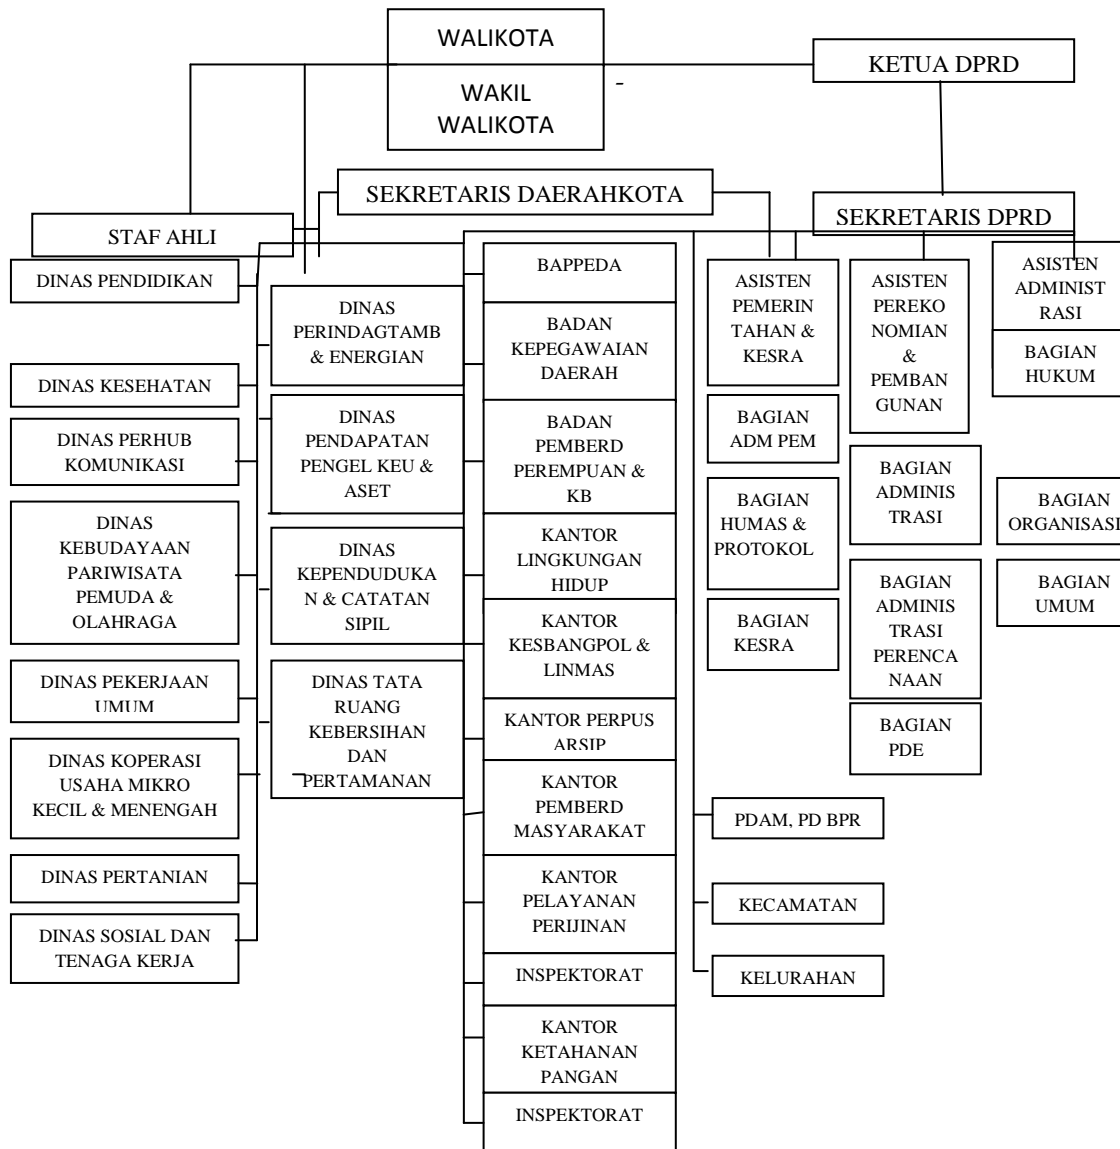 WALIKOTA
WAKIL
WALIKOTA
-
KETUA DPRD
SEKRETARIS DAERAHKOTA
SEKRETARIS DPRD
STAF AHLI
DINAS PENDIDIKAN
DINAS KESEHATAN
DINAS PERHUB
KOMUNIKASI
DINAS
KEBUDAYAAN
PARIWISATA
PEMUDA &
OLAHRAGA
DINAS PEKERJAAN
UMUM
DINAS KOPERASI
USAHA MIKRO
KECIL & MENENGAH
DINAS PERTANIAN
DINAS SOSIAL DAN
TENAGA KERJA
DINAS
PERINDAGTAMB
& ENERGIAN
DINAS
PENDAPATAN
PENGEL KEU &
ASET
DINAS
KEPENDUDUKA
N & CATATAN
SIPIL
DINAS TATA
RUANG
KEBERSIHAN
DAN
PERTAMANAN
BAPPEDA
BADAN
KEPEGAWAIAN
DAERAH
BADAN
PEMBERD
PEREMPUAN &
KB
KANTOR
LINGKUNGAN
HIDUP
KANTOR
KESBANGPOL &
LINMAS
KANTOR PERPUS
ARSIP
KANTOR
PEMBERD
MASYARAKAT
KANTOR
PELAYANAN
PERIJINAN
INSPEKTORAT
KANTOR
KETAHANAN
PANGAN
INSPEKTORAT
ASISTEN
PEMERIN
TAHAN &
KESRA
BAGIAN
ADM PEM
BAGIAN
HUMAS &
PROTOKOL
BAGIAN
KESRA
PDAM, PD BPR
KECAMATAN
KELURAHAN
ASISTEN
PEREKO
NOMIAN
&
PEMBAN
GUNAN
BAGIAN
ADMINIS
TRASI
BAGIAN
ADMINIS
TRASI
PERENCA
NAAN
BAGIAN
PDE
ASISTEN
ADMINIST
RASI
BAGIAN
HUKUM
BAGIAN
ORGANISASI
BAGIAN
UMUM